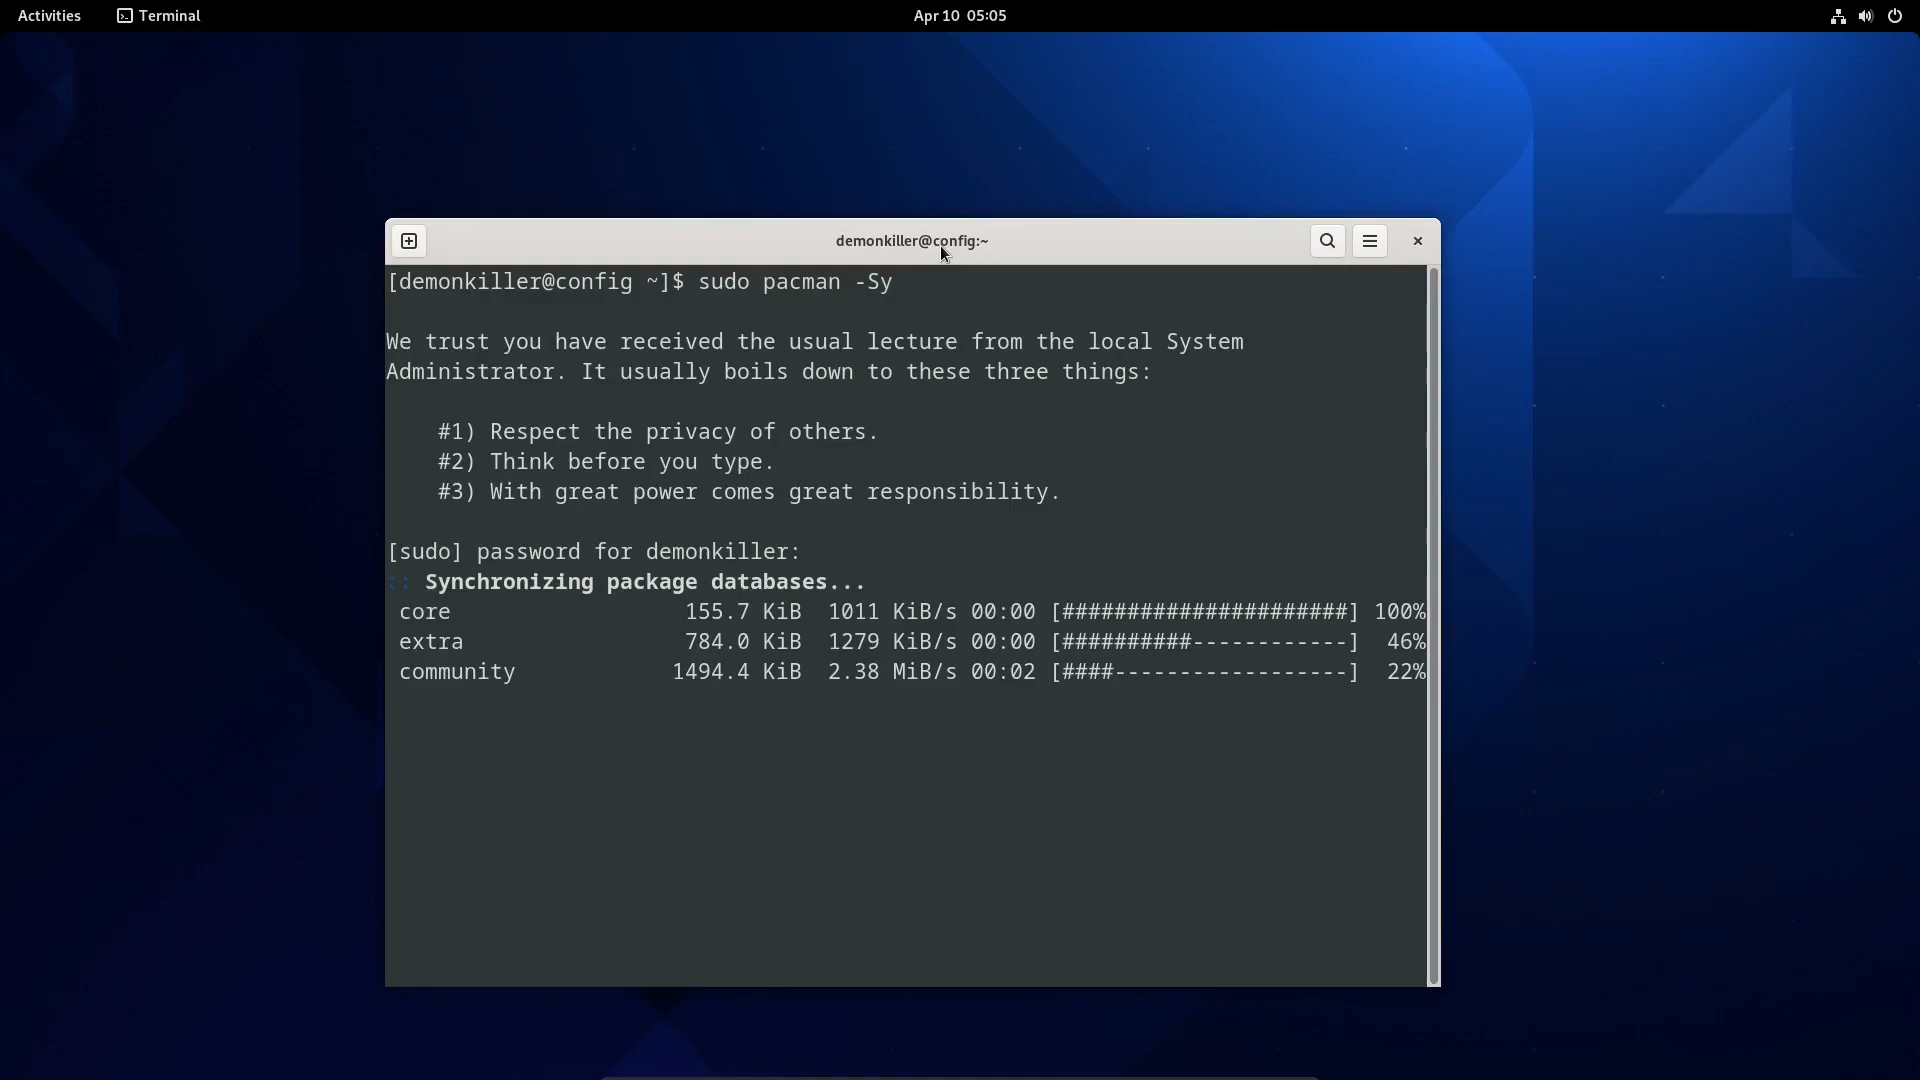 Activities Terminal Apr 10 05:05
demonkiller@config:~
[demonkiller@config ~]$ sudo pacman -Sy
We trust you have received the usual lecture from the local System
Administrator. It usually boils down to these three things:
#1) Respect the privacy of others.
#2) Think before you type.
#3) With great power comes great responsibility.
[sudo] password for demonkiller:
:: Synchronizing package databases...
core 155.7 KiB 1011 KiB/s 00:00 [######################] 100%
extra 784.0 KiB 1279 KiB/s 00:00 [##########------------] 46%
community 1494.4 KiB 2.38 MiB/s 00:02 [####------------------] 22%